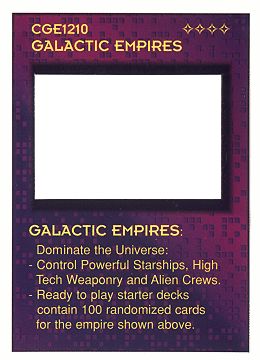 CGE1210
GALACTIC EMPIRES
GALACTIC EMPIRES:
Dominate the Universe:
- Control Powerful Starships, High
Tech Weaponry and Alien Crews.
- Ready to play starter decks
contain 100 randomized cards
for the empire shown above.